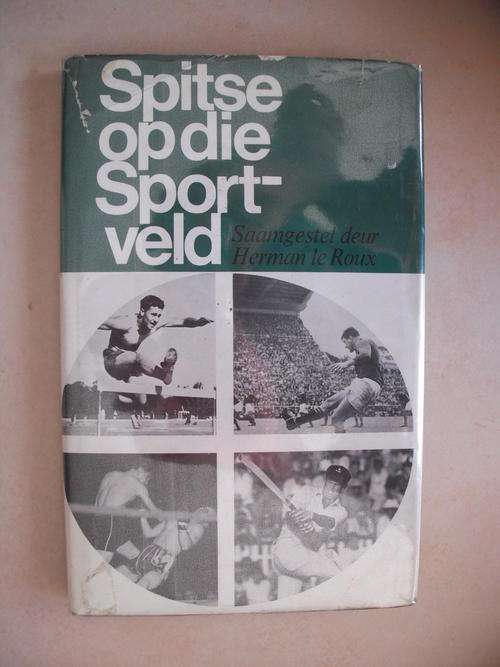 Spitse
op die
Sport-
veld
Saamgestel deur
Herman le Roux